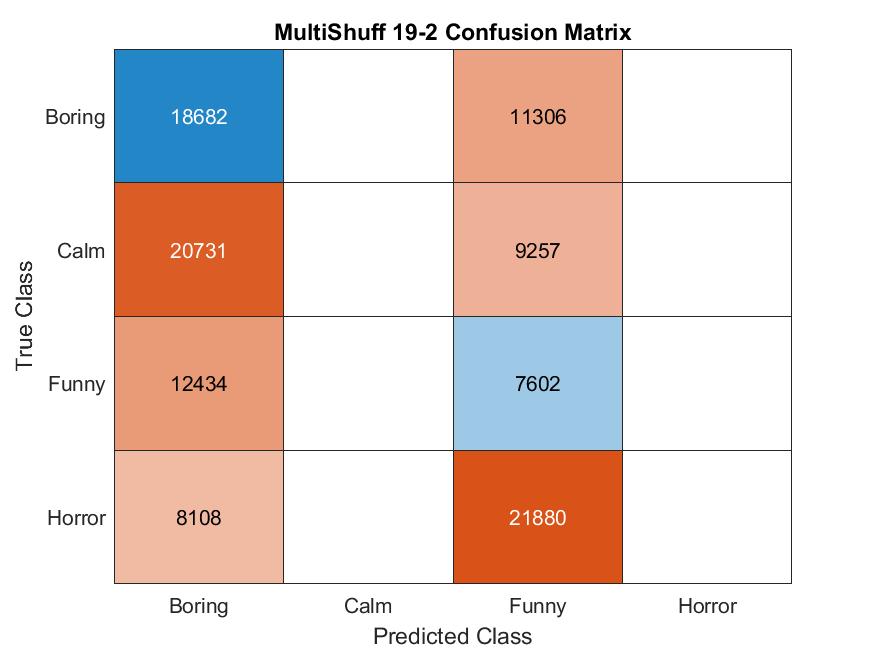 MultiShuff 19-2 Confusion Matrix
True Class
Boring 18682 11306
Calm 20731 9257
Funny 12434 7602
Horror 8108 21880
Boring Calm Funny Horror
Predicted Class